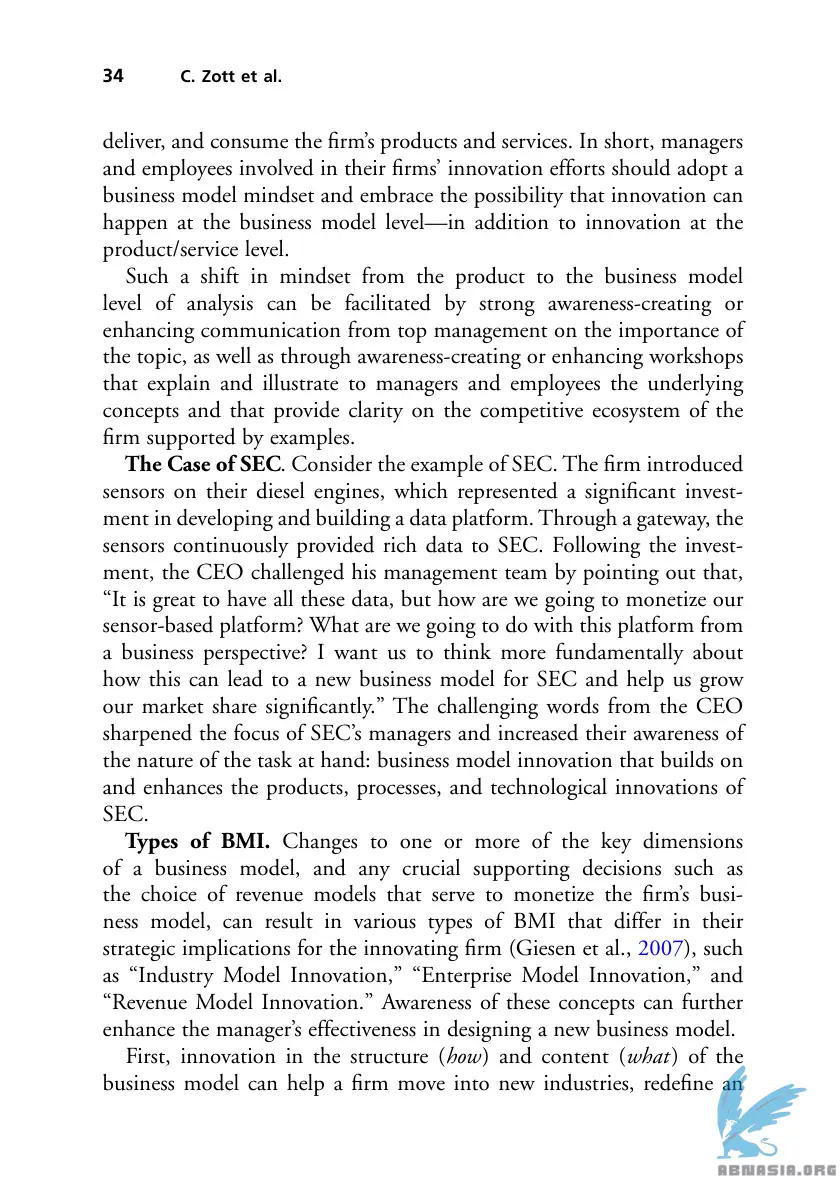 34 C. Zott et al.
deliver, and consume the firm’s products and services. In short, managers
and employees involved in their firms’ innovation efforts should adopt a
business model mindset and embrace the possibility that innovation can
happen at the business model level—in addition to innovation at the
product/service level.
Such a shift in mindset from the product to the business model
level of analysis can be facilitated by strong awareness-creating or
enhancing communication from top management on the importance of
the topic, as well as through awareness-creating or enhancing workshops
that explain and illustrate to managers and employees the underlying
concepts and that provide clarity on the competitive ecosystem of the
firm supported by examples.
The Case of SEC. Consider the example of SEC. The firm introduced
sensors on their diesel engines, which represented a significant invest-
ment in developing and building a data platform. Through a gateway, the
sensors continuously provided rich data to SEC. Following the invest-
ment, the CEO challenged his management team by pointing out that,
“It is great to have all these data, but how are we going to monetize our
sensor-based platform? What are we going to do with this platform from
a business perspective? I want us to think more fundamentally about
how this can lead to a new business model for SEC and help us grow
our market share significantly.” The challenging words from the CEO
sharpened the focus of SEC’s managers and increased their awareness of
the nature of the task at hand: business model innovation that builds on
and enhances the products, processes, and technological innovations of
SEC.
Types of BMI. Changes to one or more of the key dimensions
of a business model, and any crucial supporting decisions such as
the choice of revenue models that serve to monetize the firm’s busi-
ness model, can result in various types of BMI that differ in their
strategic implications for the innovating firm (Giesen et al., 2007), such
as “Industry Model Innovation,” “Enterprise Model Innovation,” and
“Revenue Model Innovation.” Awareness of these concepts can further
enhance the manager’s effectiveness in designing a new business model.
First, innovation in the structure (how) and content (what) of the
business model can help a firm move into new industries, redefine an
ABNASIA.ORG